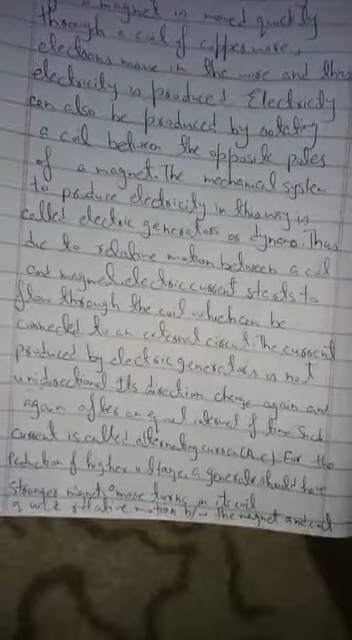 a magnet is moved quickly
through a coil of copper wire,
electrons move in the wire and thus
electricity is produced Electricity
can also be produced by rotating
a coil between the opposite poles
of a magnet. The mechanical system
to produce electricity in this way is
called electric generators or dynamo. Thus
due to relative motion between a coil
and magnet, electric current starts to
flow through the coil which can be
connected to an external circuit. The current
produced by electric generators is not
unidirectional. Its direction change again and
again after an equal interval of time Such
current is called alternating current (A.c) For the
production of higher voltage, a generator should have
stronger more turns in its coil
a relative motion b/w the magnet and coil